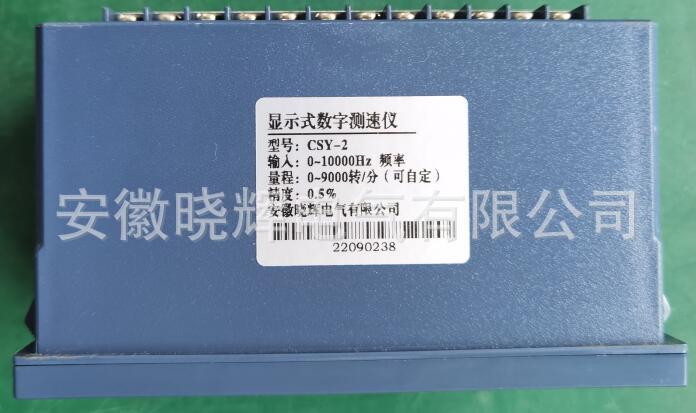 显示式数字测速仪
型号：CSY-2
输入：0~10000Hz 频率
量程：0~9000转/分（可自定）
精度：0.5%
安徽晓辉电气有限公司
22090238
安徽晓辉电气有限公司